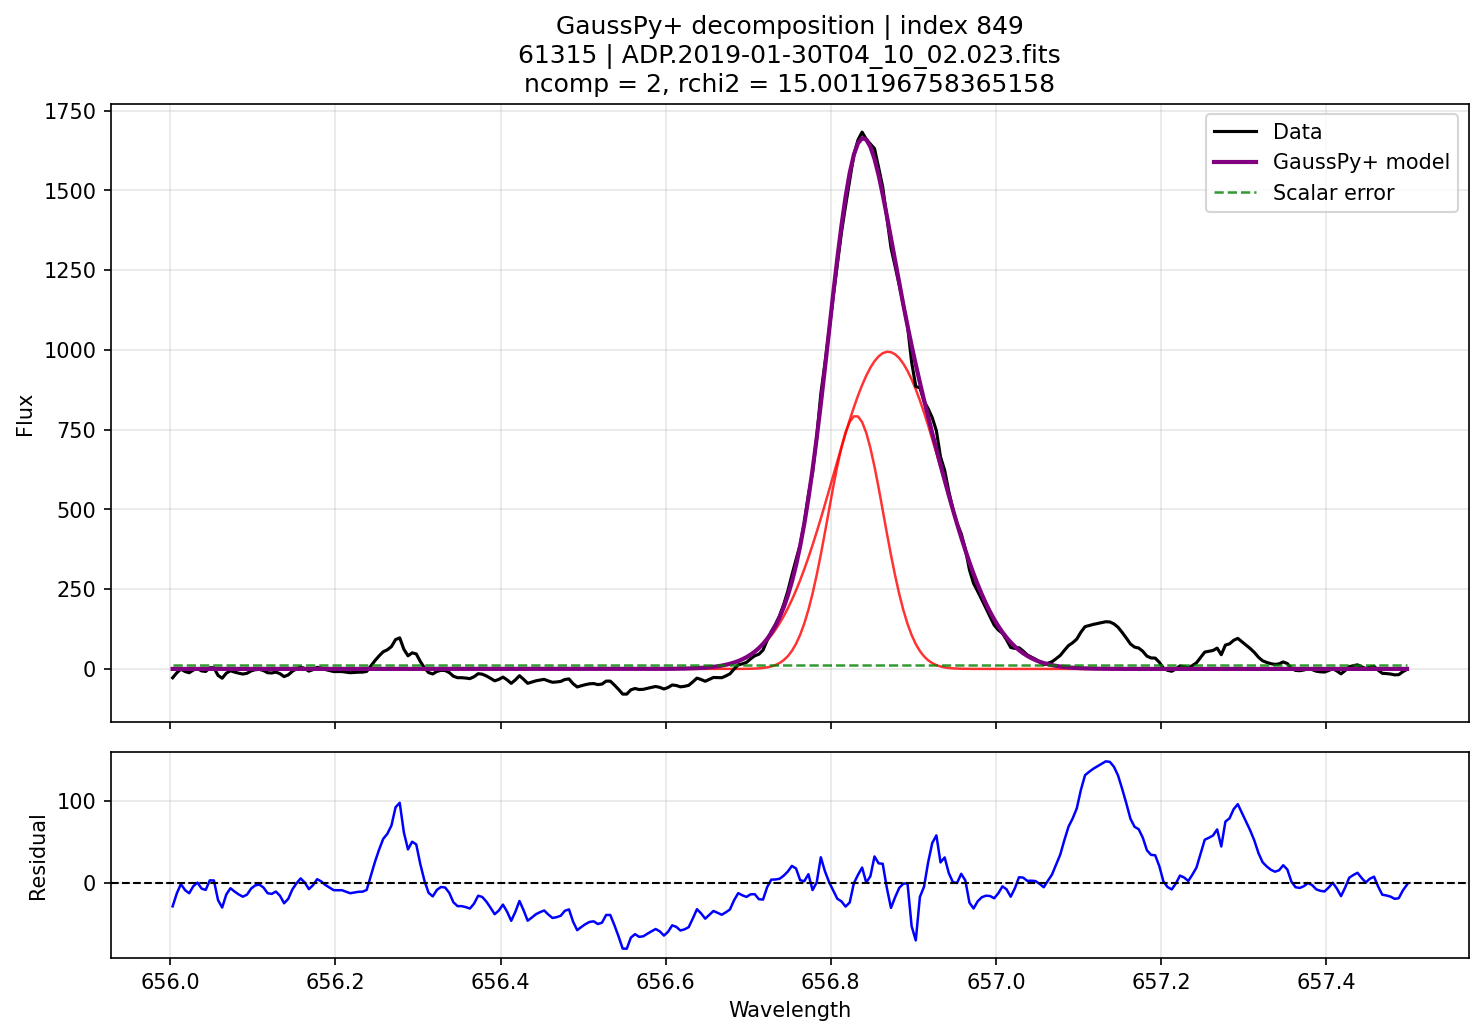 GaussPy+ decomposition | index 849
61315 | ADP.2019-01-30T04_10_02.023.fits
ncomp = 2, rchi2 = 15.001196758365158
Data
GaussPy+ model
Scalar error
Flux
1750
1500
1250
1000
750
500
250
0
Residual
100
0
656.0
656.2
656.4
656.6
656.8
657.0
657.2
657.4
Wavelength